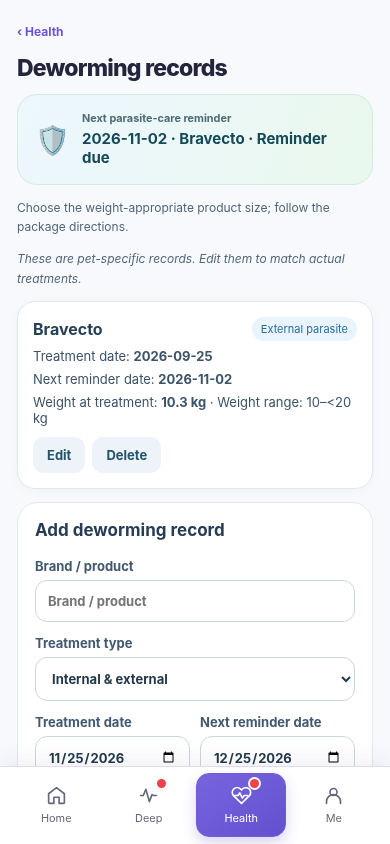 ‹ Health
Deworming records
Next parasite-care reminder
2026-11-02 · Bravecto · Reminder
due
Choose the weight-appropriate product size; follow the
package directions.
These are pet-specific records. Edit them to match actual
treatments.
Bravecto
External parasite
Treatment date: 2026-09-25
Next reminder date: 2026-11-02
Weight at treatment: 10.3 kg · Weight range: 10–<20
kg
Edit
Delete
Add deworming record
Brand / product
Brand / product
Treatment type
Internal & external
Treatment date
Next reminder date
11/25/2026
12/25/2026
Home
Deep
Health
Me